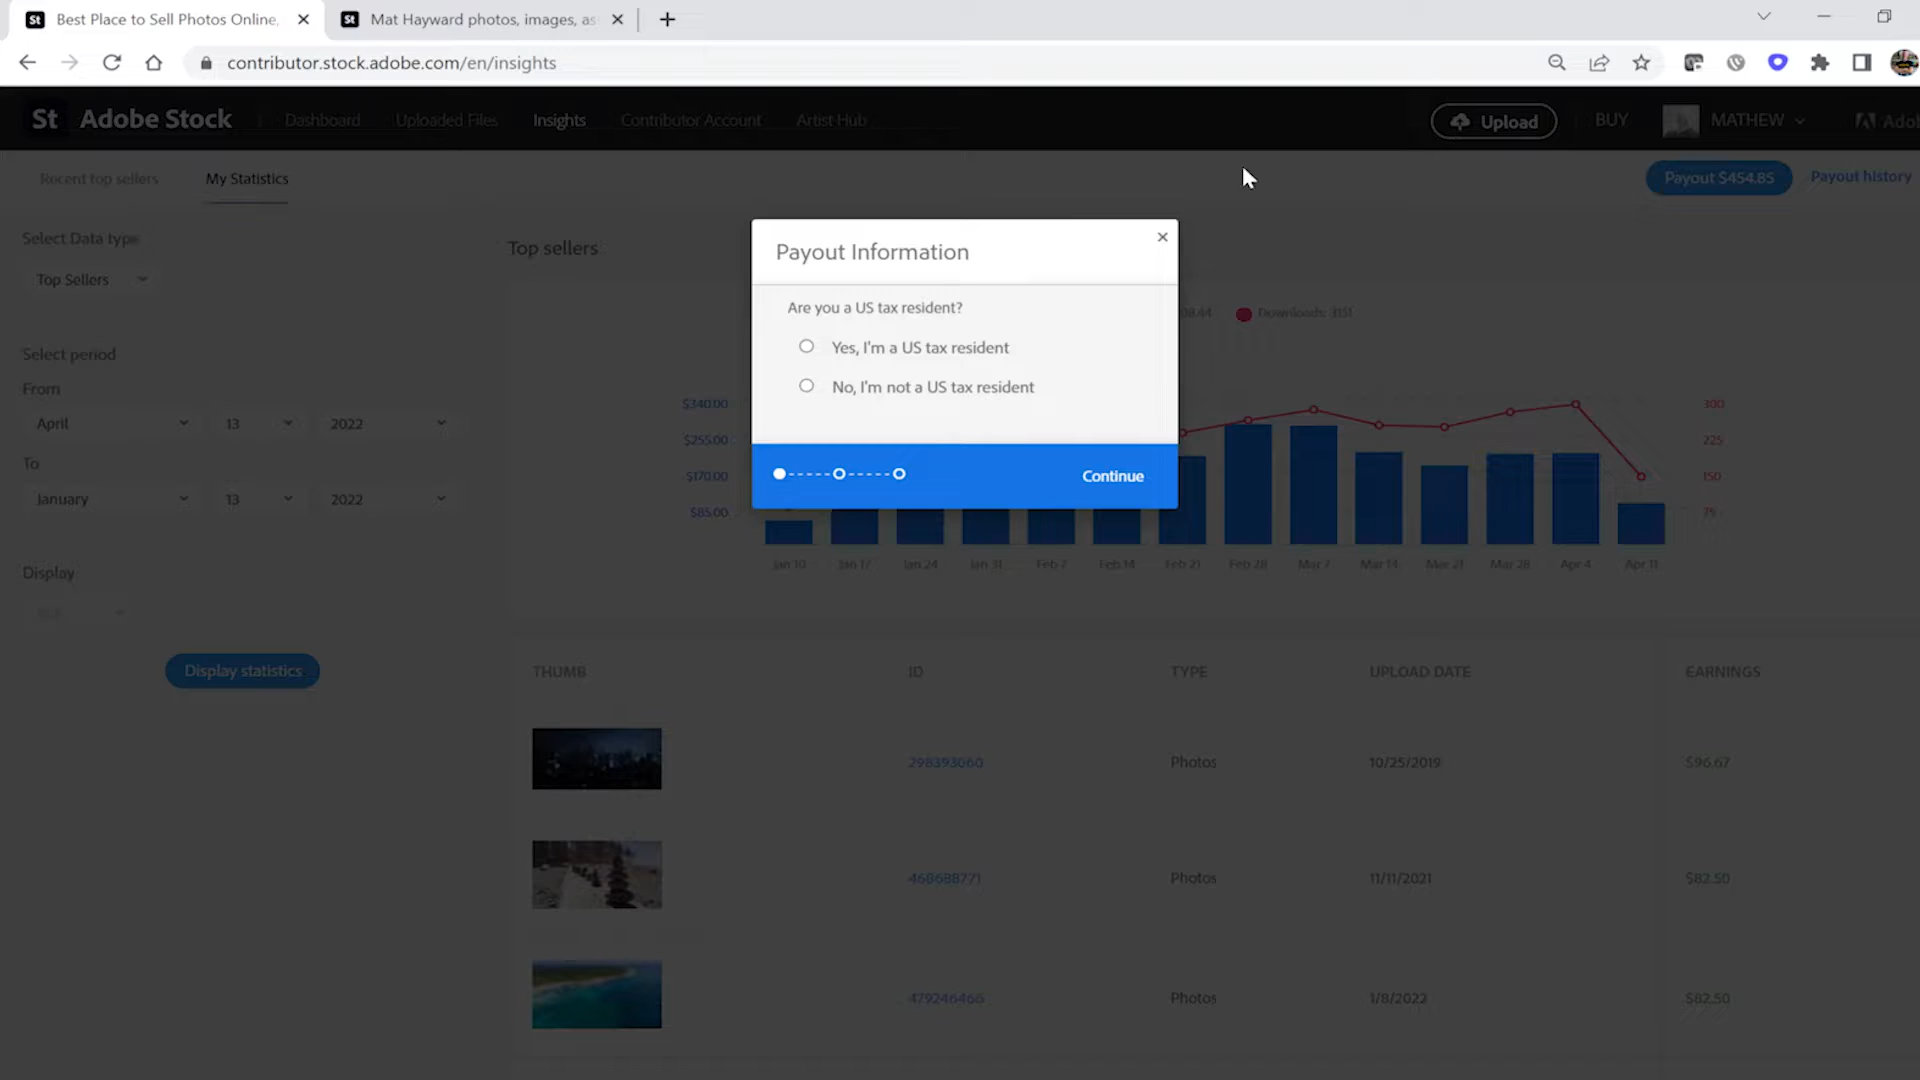 St Best Place to Sell Photos Online,
St Mat Hayward photos, images, as
contributor.stock.adobe.com/en/insights
St Adobe Stock
Dashboard
Uploaded Files
Insights
Contributor Account
Artist Hub
Upload
BUY
MATHEW
Adob
Recent top sellers
My Statistics
Payout $454.85
Payout history
Select Data type
Top Sellers
Select period
From
April 13 2022
To
January 13 2022
Display
Display statistics
Top sellers
Payout Information
Are you a US tax resident?
Yes, I'm a US tax resident
No, I'm not a US tax resident
Continue
08.44 Downloads: 3151
$340.00
$255.00
$170.00
$85.00
300
225
150
75
Jan 10 Jan 17 Jan 24 Jan 31 Feb 7 Feb 14 Feb 21 Feb 28 Mar 7 Mar 14 Mar 21 Mar 28 Apr 4 Apr 11
THUMB ID TYPE UPLOAD DATE EARNINGS
298393060 Photos 10/25/2019 $96.67
468688771 Photos 11/11/2021 $82.50
479246466 Photos 1/8/2022 $82.50